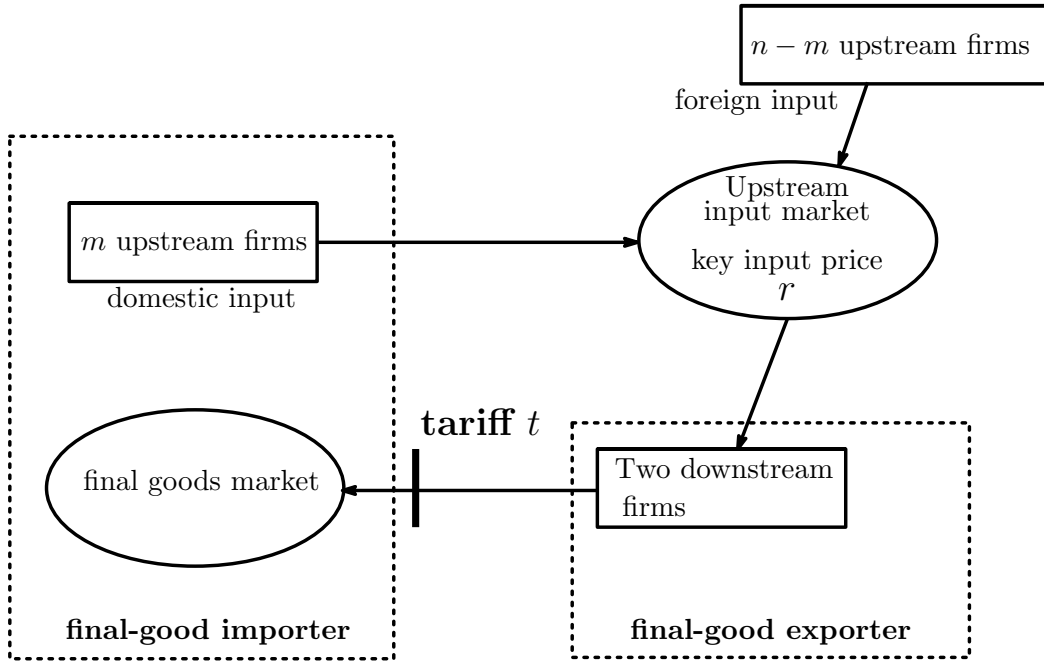 n − m upstream firms
foreign input
Upstream
input market
key input price
r
m upstream firms
domestic input
tariff t
final goods market
Two downstream
firms
final-good importer
final-good exporter